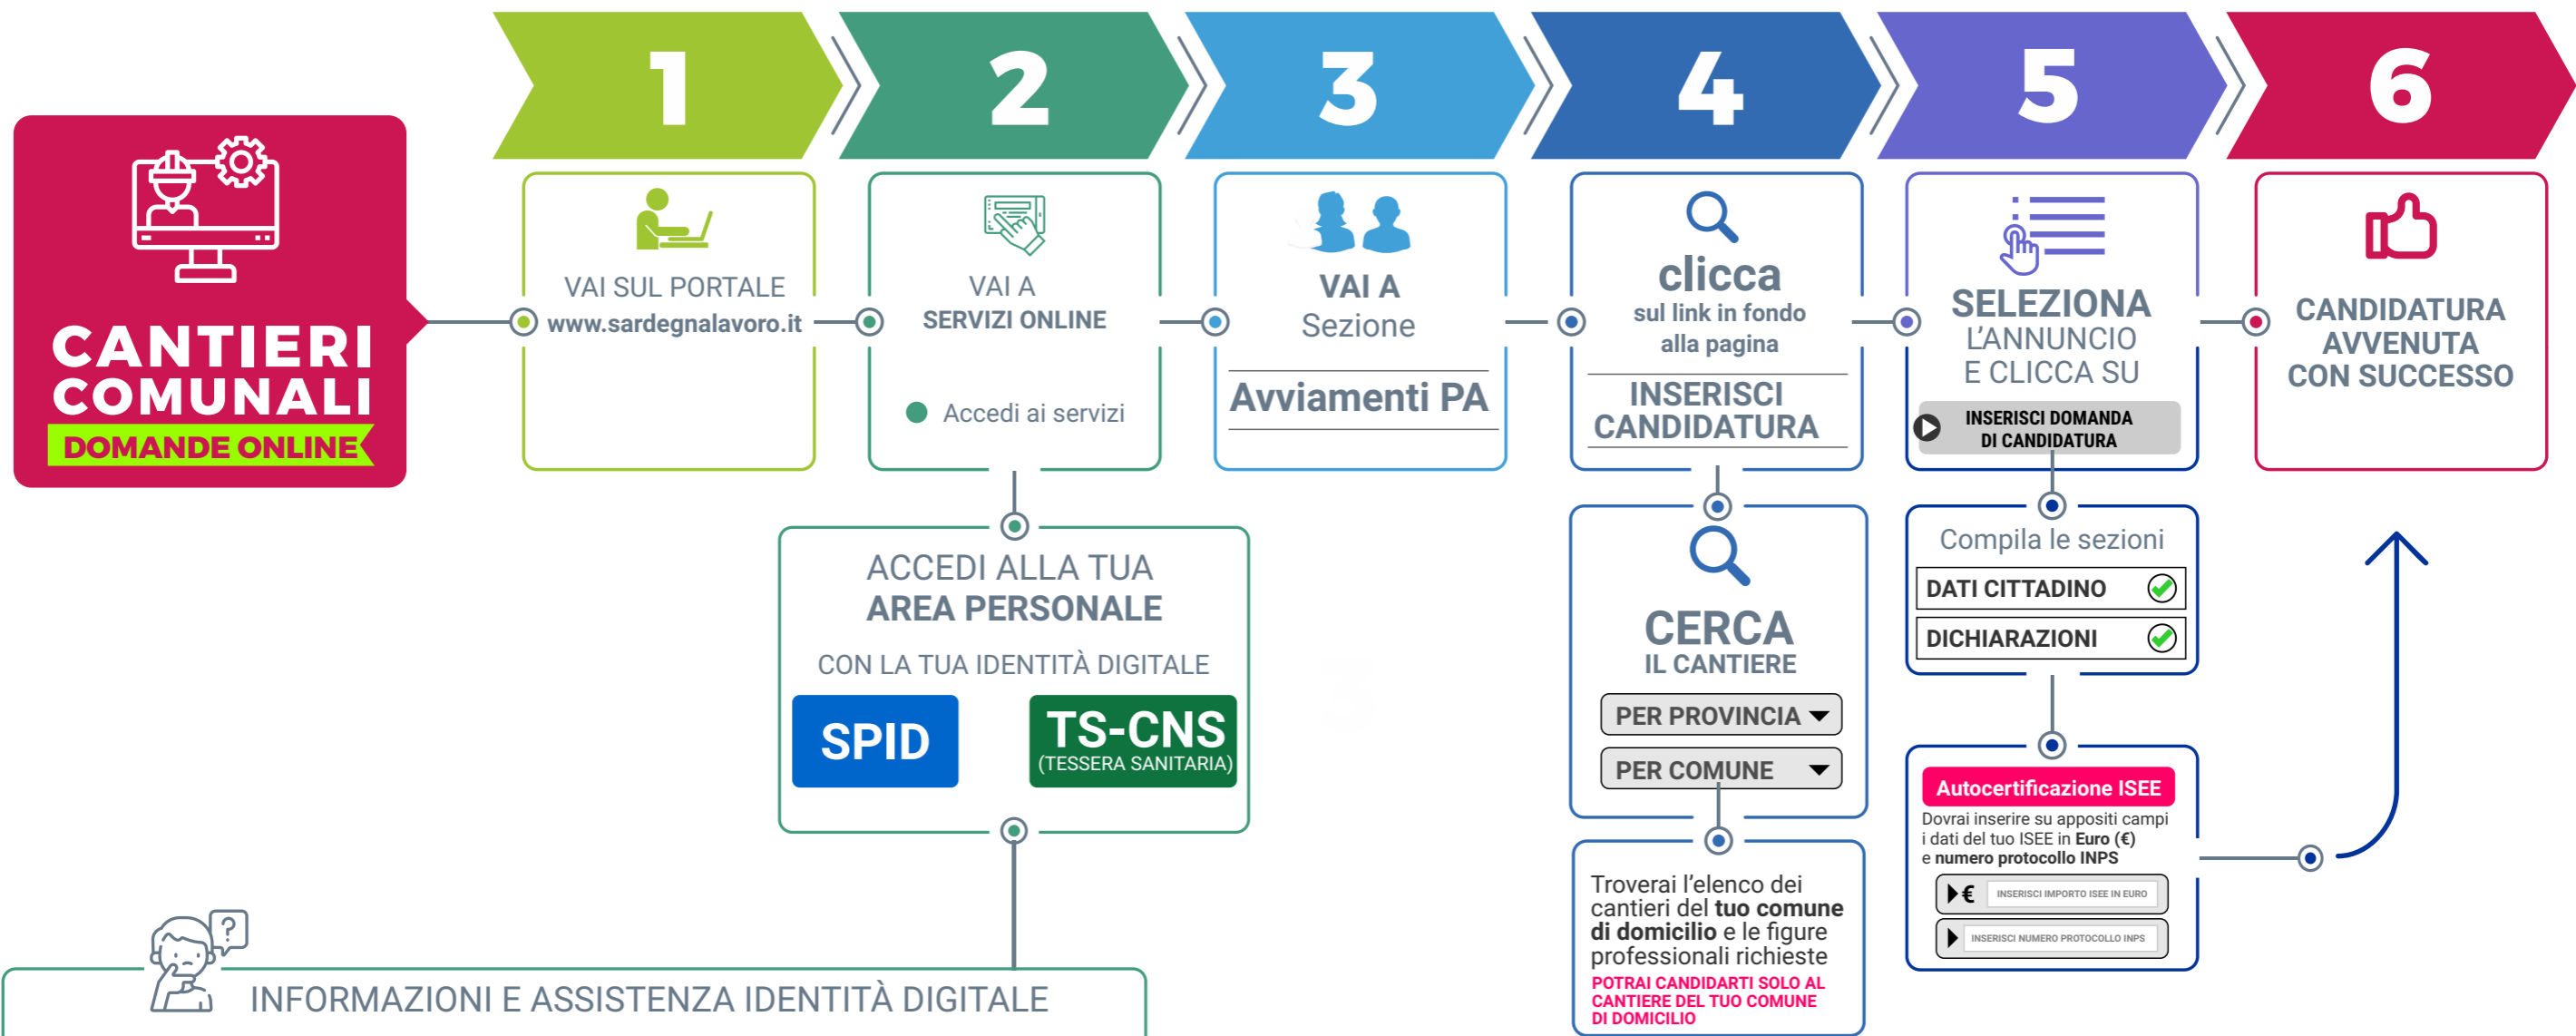 CANTIERI
COMUNALI
DOMANDE ONLINE
1
VAI SUL PORTALE
www.sardegnalavoro.it
2
VAI A
SERVIZI ONLINE
Accedi ai servizi
ACCEDI ALLA TUA
AREA PERSONALE
CON LA TUA IDENTITÀ DIGITALE
SPID
TS-CNS
(TESSERA SANITARIA)
?
INFORMAZIONI E ASSISTENZA IDENTITÀ DIGITALE
3
VAI A
Sezione
Avviamenti PA
4
clicca
sul link in fondo
alla pagina
INSERISCI
CANDIDATURA
CERCA
IL CANTIERE
PER PROVINCIA
PER COMUNE
Troverai l’elenco dei
cantieri del tuo comune
di domicilio e le figure
professionali richieste
POTRAI CANDIDARTI SOLO AL
CANTIERE DEL TUO COMUNE
DI DOMICILIO
5
SELEZIONA
L’ANNUNCIO
E CLICCA SU
INSERISCI DOMANDA
DI CANDIDATURA
Compila le sezioni
DATI CITTADINO
DICHIARAZIONI
Autocertificazione ISEE
Dovrai inserire su appositi campi
i dati del tuo ISEE in Euro (€)
e numero protocollo INPS
€ INSERISCI IMPORTO ISEE IN EURO
INSERISCI NUMERO PROTOCOLLO INPS
6
CANDIDATURA
AVVENUTA
CON SUCCESSO